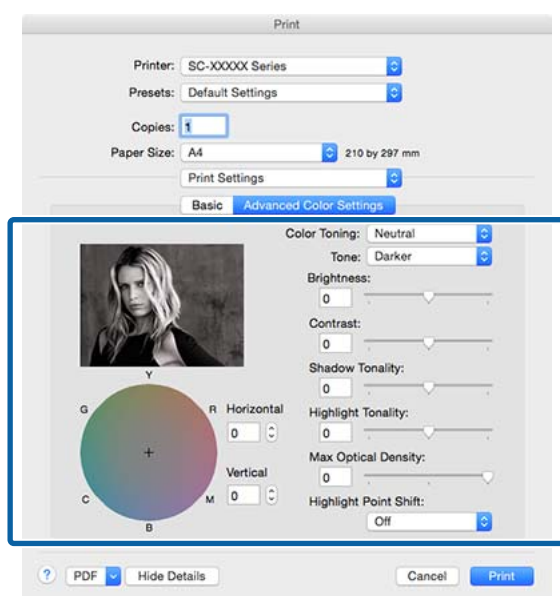 Print
Printer: SC-XXXXX Series
Presets: Default Settings
Copies: 1
Paper Size: A4 210 by 297 mm
Print Settings
Basic Advanced Color Settings
Color Toning: Neutral
Tone: Darker
Brightness:
0
Contrast:
0
Shadow Tonality:
0
Highlight Tonality:
0
Max Optical Density:
0
Highlight Point Shift:
Off
Y
G R
C M
B
Horizontal
0
Vertical
0
? PDF Hide Details Cancel Print